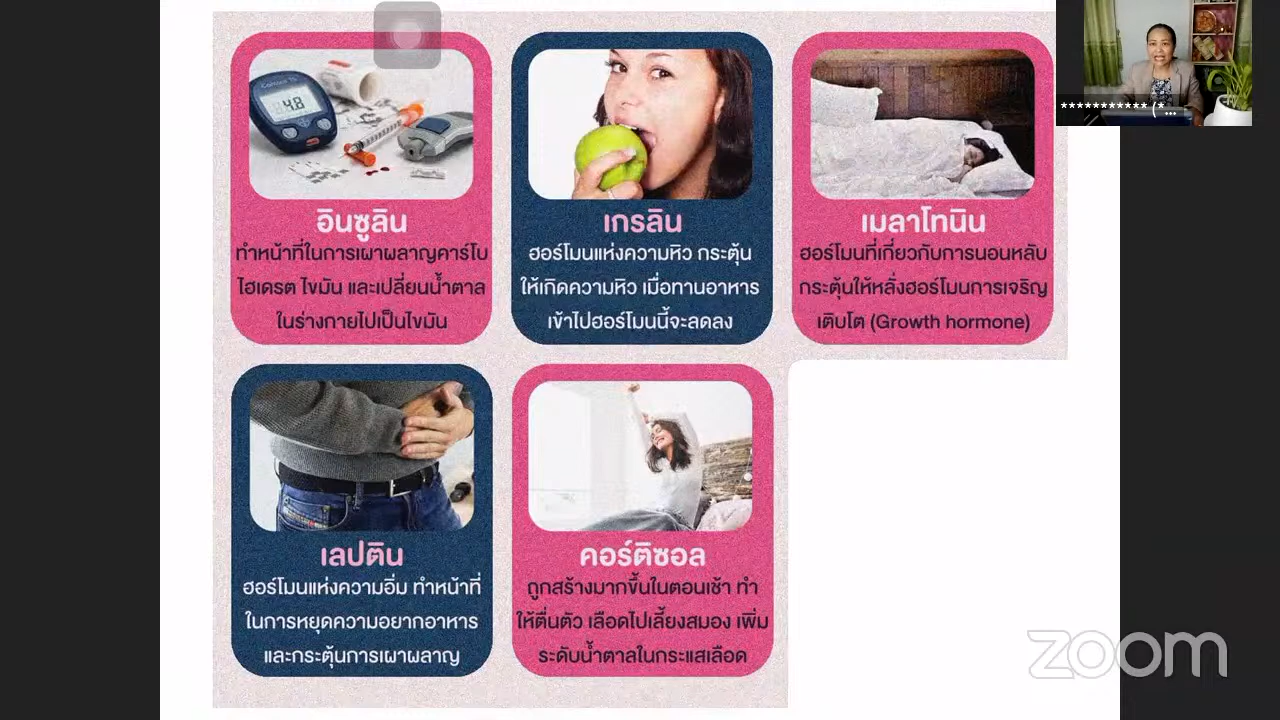 4.8
อินซูลิน
ทำหน้าที่ในการเผาผลาญคาร์โบ
ไฮเดรต ไขมัน และเปลี่ยนน้ำตาล
ในร่างกายไปเป็นไขมัน
เกรลิน
ฮอร์โมนแห่งความหิว กระตุ้น
ให้เกิดความหิว เมื่อทานอาหาร
เข้าไปฮอร์โมนนี้จะลดลง
เมลาโทนิน
ฮอร์โมนที่เกี่ยวกับการนอนหลับ
กระตุ้นให้หลั่งฮอร์โมนการเจริญ
เติบโต (Growth hormone)
*********** (*...
เลปติน
ฮอร์โมนแห่งความอิ่ม ทำหน้าที่
ในการหยุดความอยากอาหาร
และกระตุ้นการเผาผลาญ
คอร์ติซอล
ถูกสร้างมากขึ้นในตอนเช้า ทำ
ให้ตื่นตัว เลือดไปเลี้ยงสมอง เพิ่ม
ระดับน้ำตาลในกระแสเลือด
zoom